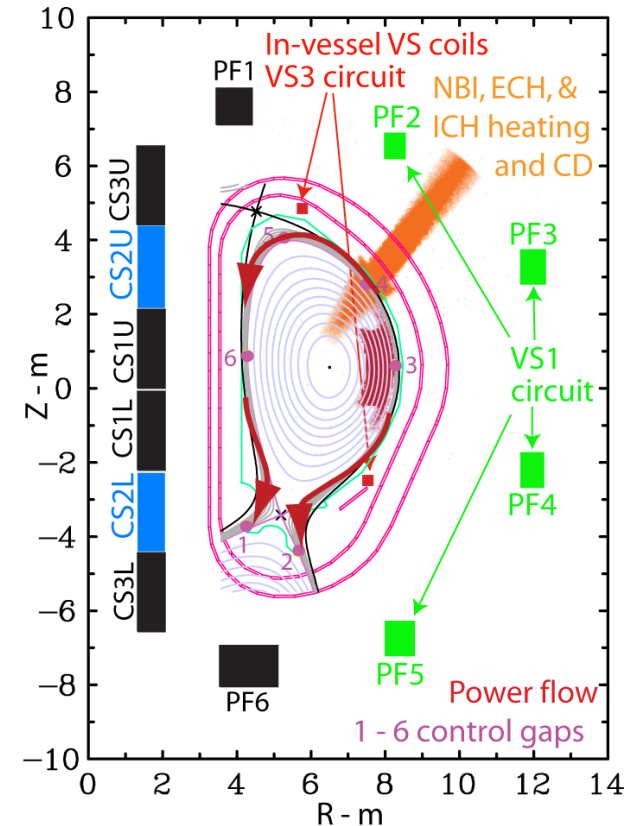 10
8
6
4
2
0
−2
−4
−6
−8
−10
Z - m
0
2
4
6
8
10
12
14
R - m
In-vessel VS coils
VS3 circuit
NBI, ECH, &
ICH heating
and CD
PF1
PF2
PF3
VS1
circuit
PF4
PF5
PF6
CS3U
CS2U
CS1U
CS1L
CS2L
CS3L
5
4
6
3
1
2
Power flow
1 - 6 control gaps